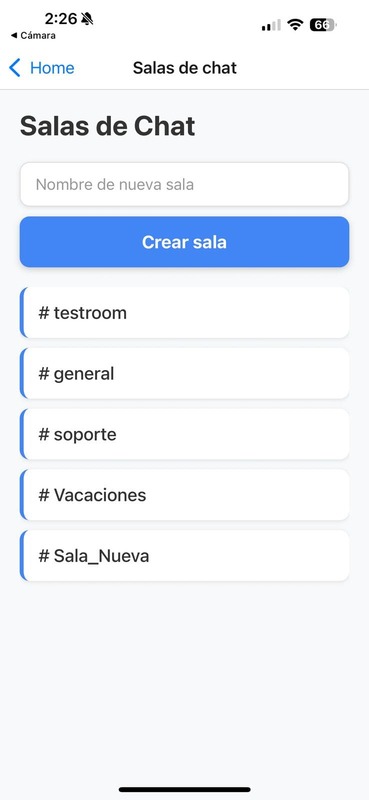 2:26
66
◀ Cámara
Home
Salas de chat
Salas de Chat
Nombre de nueva sala
Crear sala
# testroom
# general
# soporte
# Vacaciones
# Sala_Nueva